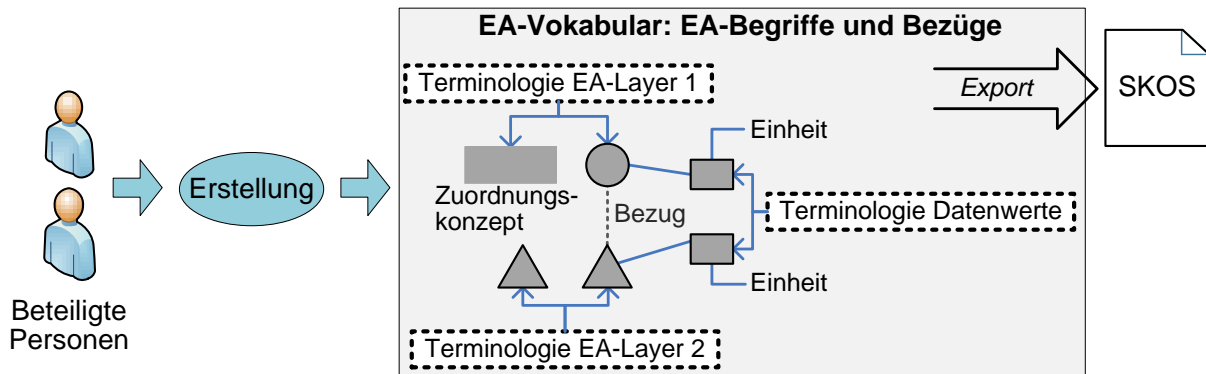 EA-Vokabular: EA-Begriffe und Bezüge
Terminologie EA-Layer 1
Export
SKOS
Einheit
Erstellung
Zuordnungs-
konzept
Bezug
Terminologie Datenwerte
Einheit
Beteiligte
Personen
Terminologie EA-Layer 2